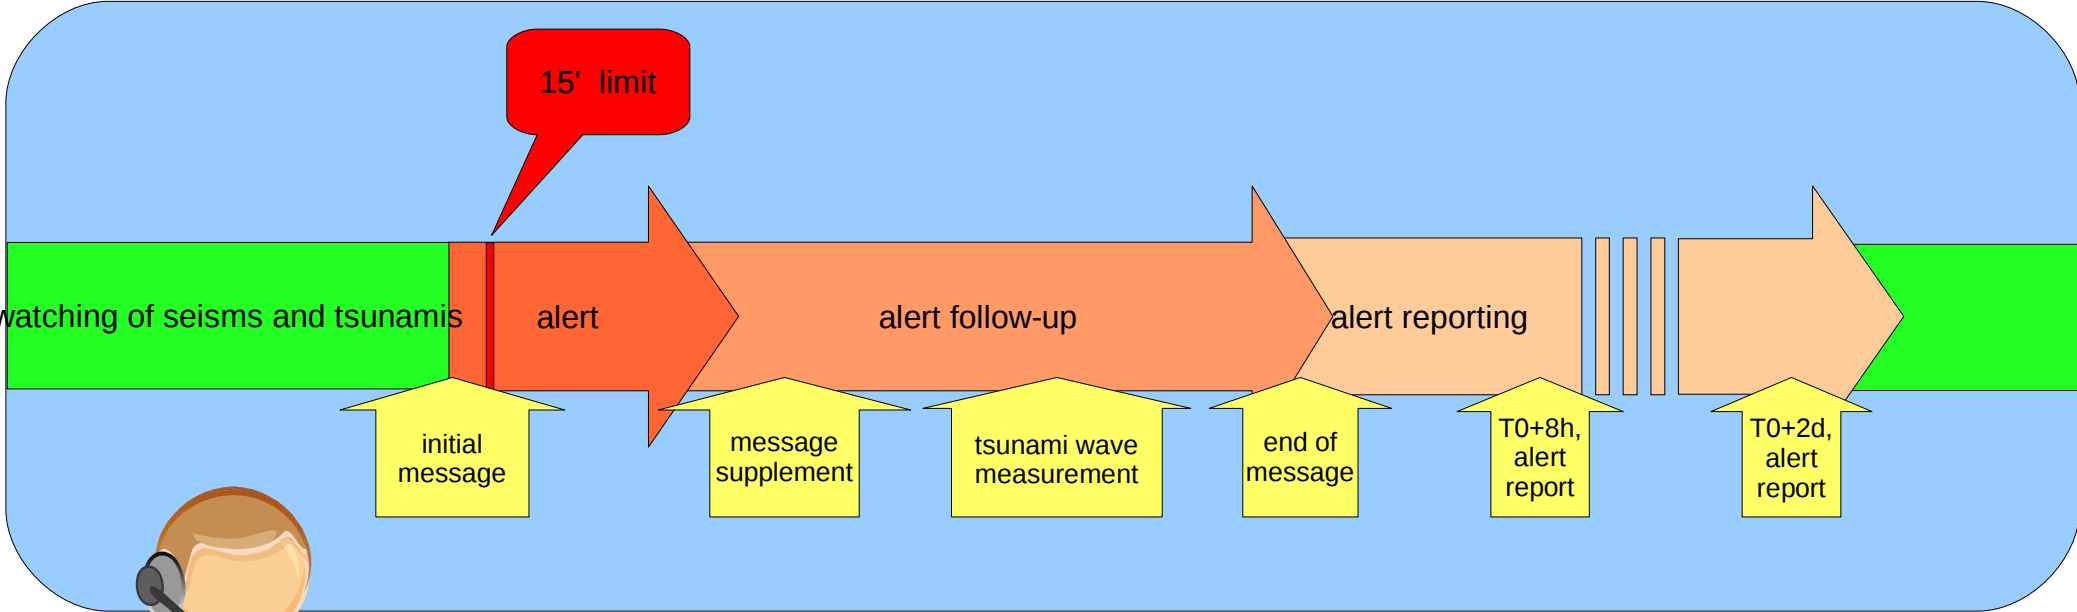 15' limit
watching of seisms and tsunamis
alert
alert follow-up
alert reporting
initial
message
message
supplement
tsunami wave
measurement
end of
message
T0+8h,
alert
report
T0+2d,
alert
report